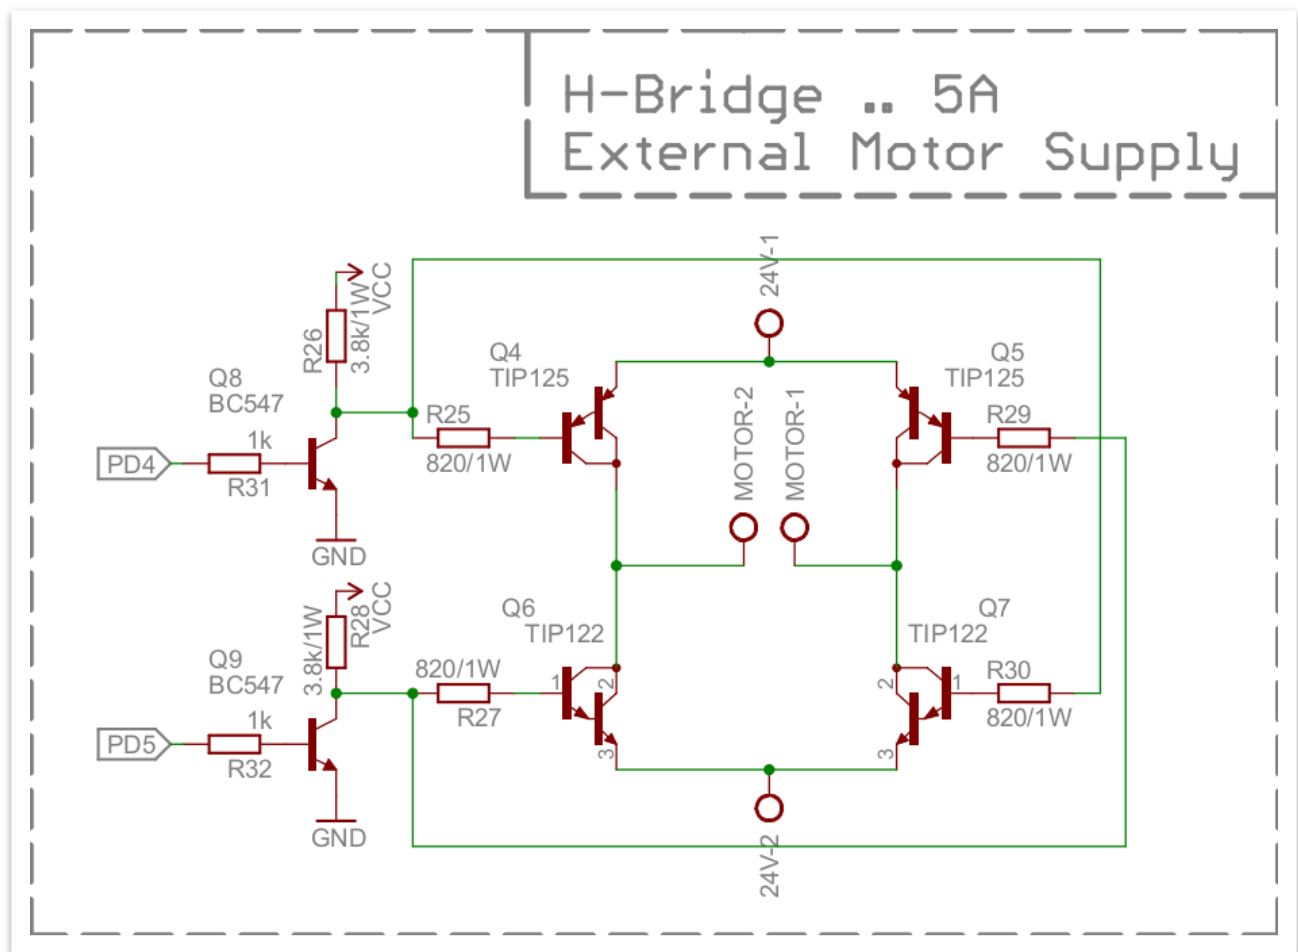 H-Bridge .. 5A
External Motor Supply
24V-1
VCC
3.8k/1W
R26
Q4
TIP125
Q5
TIP125
Q8
BC547
MOTOR-2
MOTOR-1
R25
R29
1k
820/1W
820/1W
PD4
R31
GND
VCC
R28
3.8k/1W
Q6
TIP122
Q7
TIP122
Q9
BC547
820/1W
1
2
2
1
R30
R27
820/1W
1k
PD5
R32
3
3
GND
24V-2